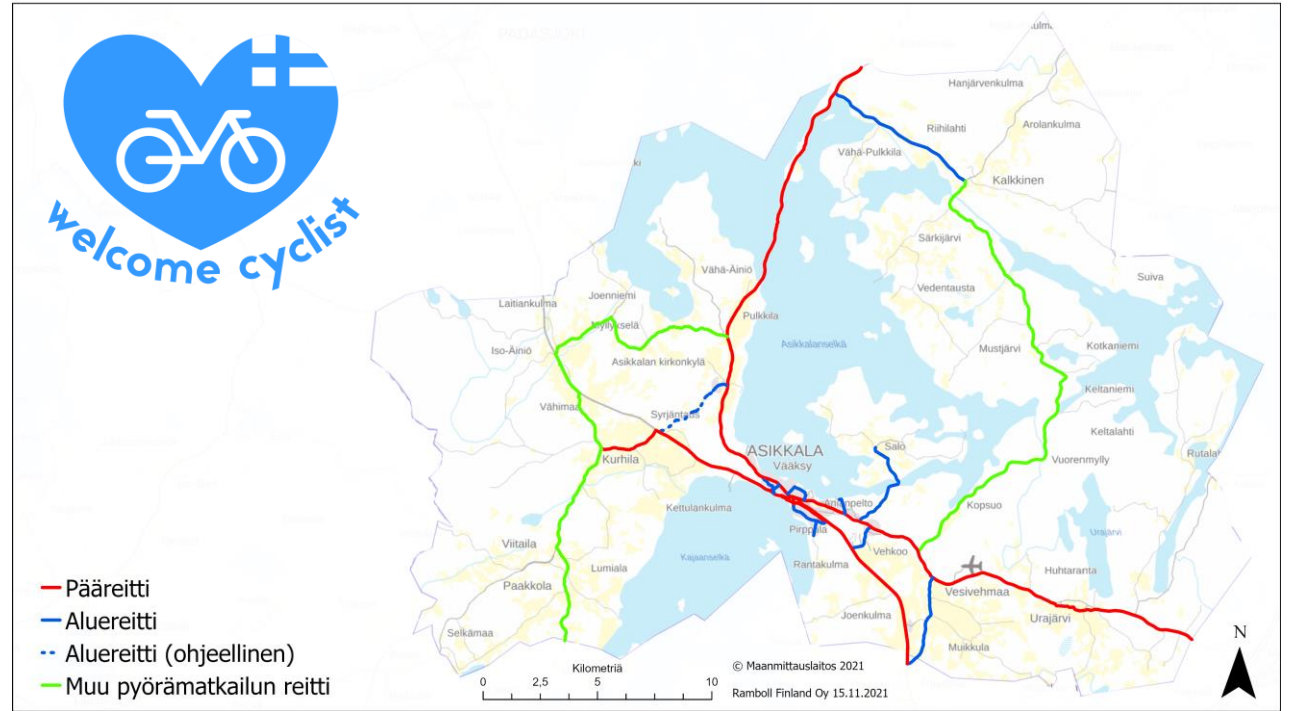 welcome cyclist
PADASJOKI
Hanjärvenkulma
Riihilahti
Arolankulma
Vähä-Pulkkila
Kalkkinen
Särkijärvi
Vähä-Äiniö
Suiva
Vedentausta
Joenniemi
Laitiankulma
Pulkkila
Myllykselä
Asikkalanselkä
Mustjärvi
Kotkaniemi
Iso-Äiniö
Asikkalan kirkonkylä
Keltaniemi
Vähimaa
Syrjäntaus
Keltalahti
ASIKKALA
Salo
Vääksy
Kurhila
Vuorenmylly
Kettulankulma
Anianpelto
Kopsuo
Pirppula
Urajärvi
Viitaila
Kajaanselkä
Vehkoo
Lumiala
Rantakulma
Huhtaranta
Paakkola
Vesivehmaa
Joenkulma
Urajärvi
Selkämaa
Muikkula
Pääreitti
Aluereitti
Aluereitti (ohjeellinen)
Muu pyörämatkailun reitti
Kilometriä
0 2,5 5 10
© Maanmittauslaitos 2021
Ramboll Finland Oy 15.11.2021
N